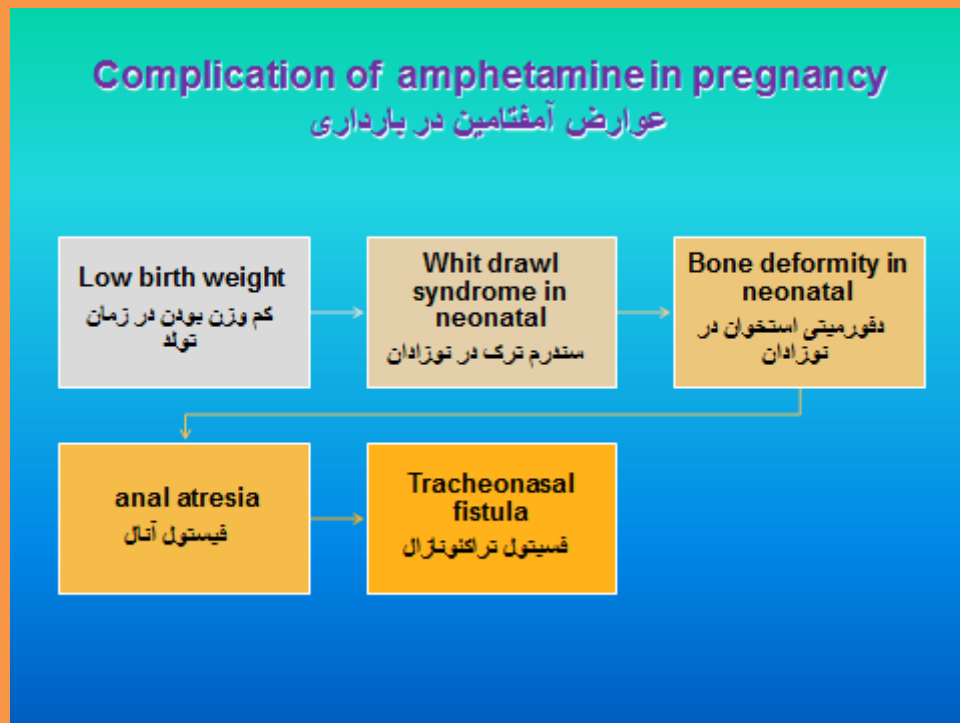 Complication of amphetamine in pregnancy
عوارض آمفتامین در بارداری
Low birth weight
کم وزن بودن در زمان
تولد
Whit drawl
syndrome in
neonatal
سندرم ترک در نوزادان
Bone deformity in
neonatal
دفورمیتی استخوان در
نوزادان
anal atresia
فیستول آنال
Tracheonasal
fistula
فسیتول تراکئونازال